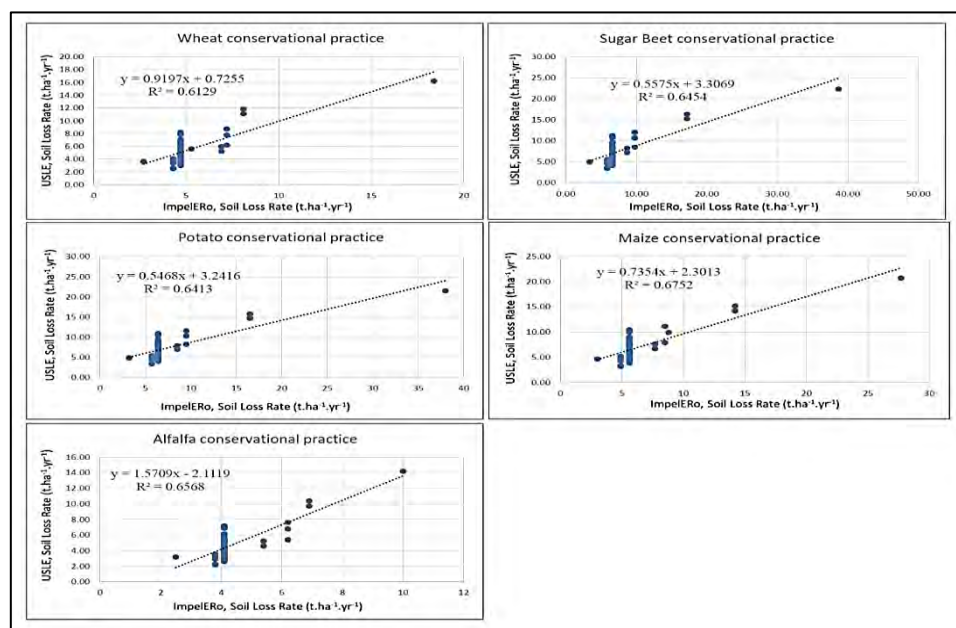 Wheat conservational practice
USLE, Soil Loss Rate (t.ha⁻¹.yr⁻¹)
20.00
18.00
16.00
14.00
12.00
10.00
8.00
6.00
4.00
2.00
0.00
y = 0.9197x + 0.7255
R² = 0.6129
0 5 10 15 20
ImpelERo, Soil Loss Rate (t.ha⁻¹.yr⁻¹)
Sugar Beet conservational practice
USLE, Soil Loss Rate (t.ha⁻¹.yr⁻¹)
30.00
25.00
20.00
15.00
10.00
5.00
0.00
y = 0.5575x + 3.3069
R² = 0.6454
0.00 10.00 20.00 30.00 40.00 50.00
ImpelERo, Soil Loss Rate (t.ha⁻¹.yr⁻¹)
Potato conservational practice
USLE, Soil Loss Rate (t.ha⁻¹.yr⁻¹)
30.00
25.00
20.00
15.00
10.00
5.00
0.00
y = 0.5468x + 3.2416
R² = 0.6413
0 5 10 15 20 25 30 35 40
ImpelERo, Soil Loss Rate (t.ha⁻¹.yr⁻¹)
Maize conservational practice
USLE, Soil Loss Rate (t.ha⁻¹.yr⁻¹)
25.00
20.00
15.00
10.00
5.00
0.00
y = 0.7354x + 2.3013
R² = 0.6752
0 5 10 15 20 25 30
ImpelERo, Soil Loss Rate (t.ha⁻¹.yr⁻¹)
Alfalfa conservational practice
USLE, Soil Loss Rate (t.ha⁻¹.yr⁻¹)
16.00
14.00
12.00
10.00
8.00
6.00
4.00
2.00
0.00
y = 1.5709x - 2.1119
R² = 0.6568
0 2 4 6 8 10 12
ImpelERo, Soil Loss Rate (t.ha⁻¹.yr⁻¹)